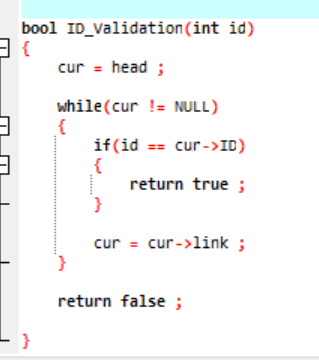 bool ID_Validation(int id)
{
cur = head ;
while(cur != NULL)
{
if(id == cur->ID)
{
return true ;
}
cur = cur->link ;
}
return false ;
}